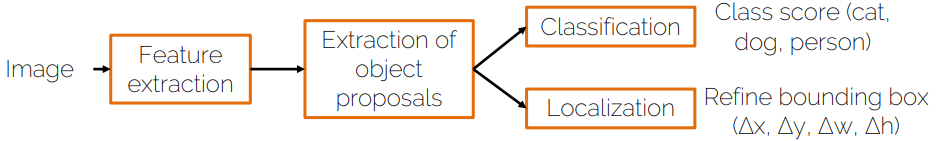 Image
Feature
extraction
Extraction of
object
proposals
Classification
Class score (cat,
dog, person)
Localization
Refine bounding box
(Δx, Δy, Δw, Δh)